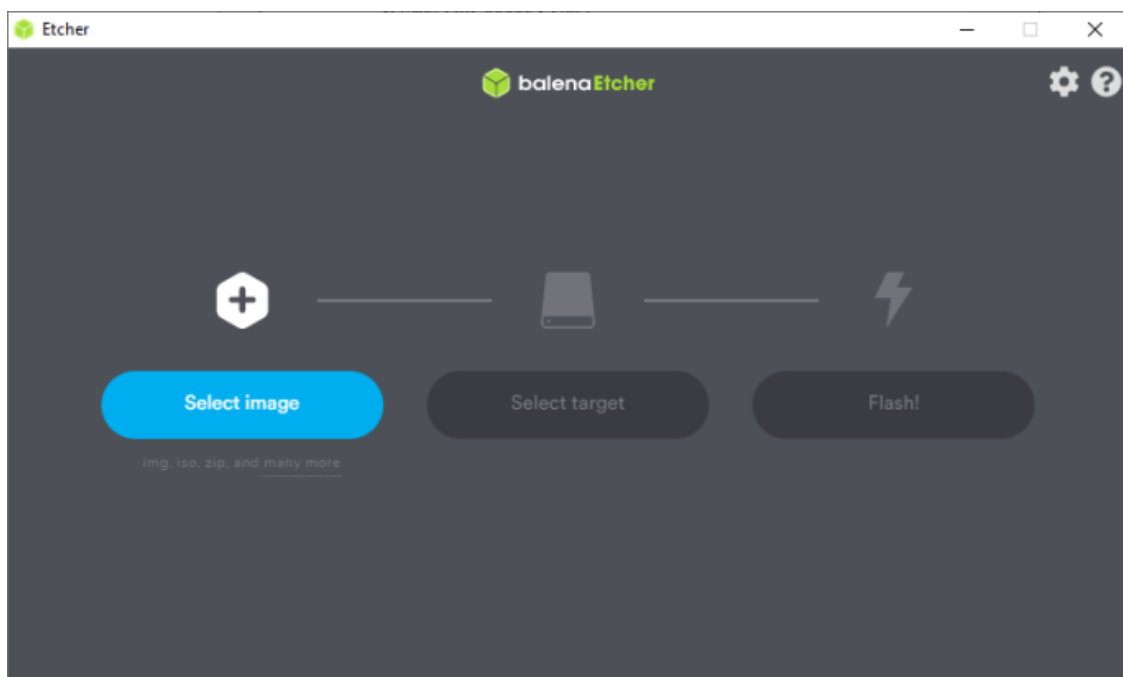 Etcher
balenaEtcher
Select image
Select target
Flash!
img, iso, zip, and many more